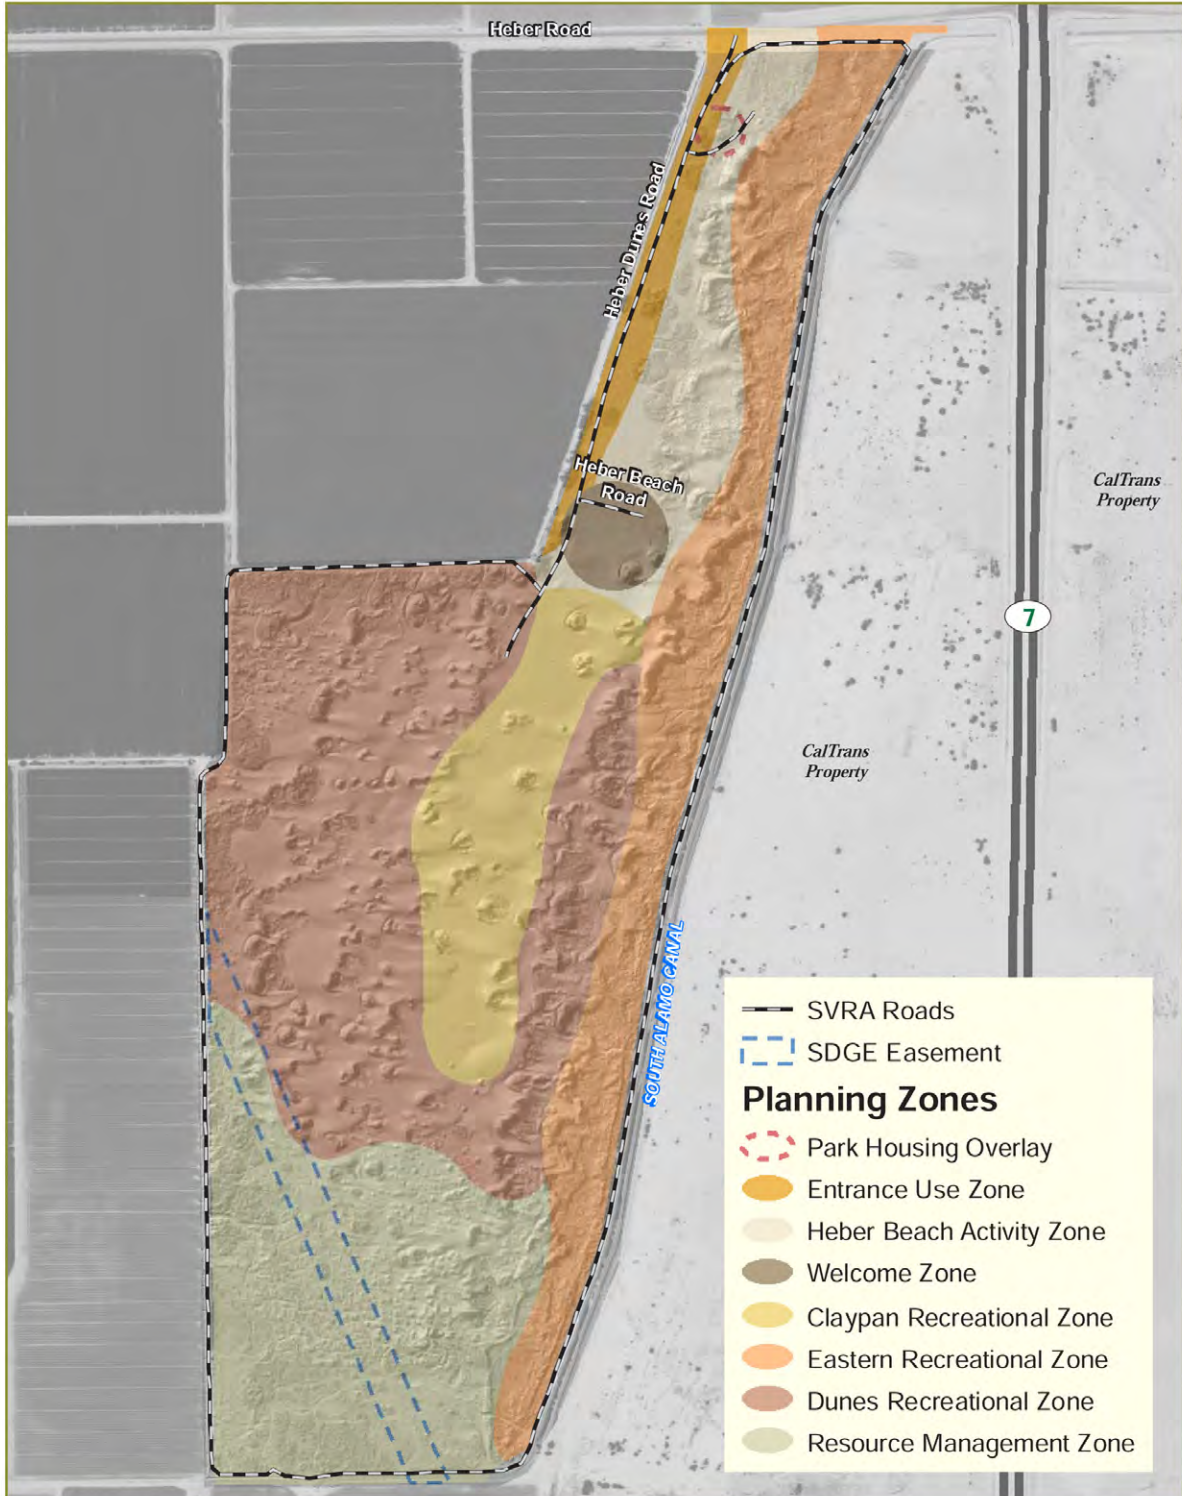 Heber Road
Heber Dunes Road
Heber Beach
Road
CalTrans
Property
7
CalTrans
Property
SOUTH ALAMO CANAL
SVRA Roads
SDGE Easement
Planning Zones
Park Housing Overlay
Entrance Use Zone
Heber Beach Activity Zone
Welcome Zone
Claypan Recreational Zone
Eastern Recreational Zone
Dunes Recreational Zone
Resource Management Zone